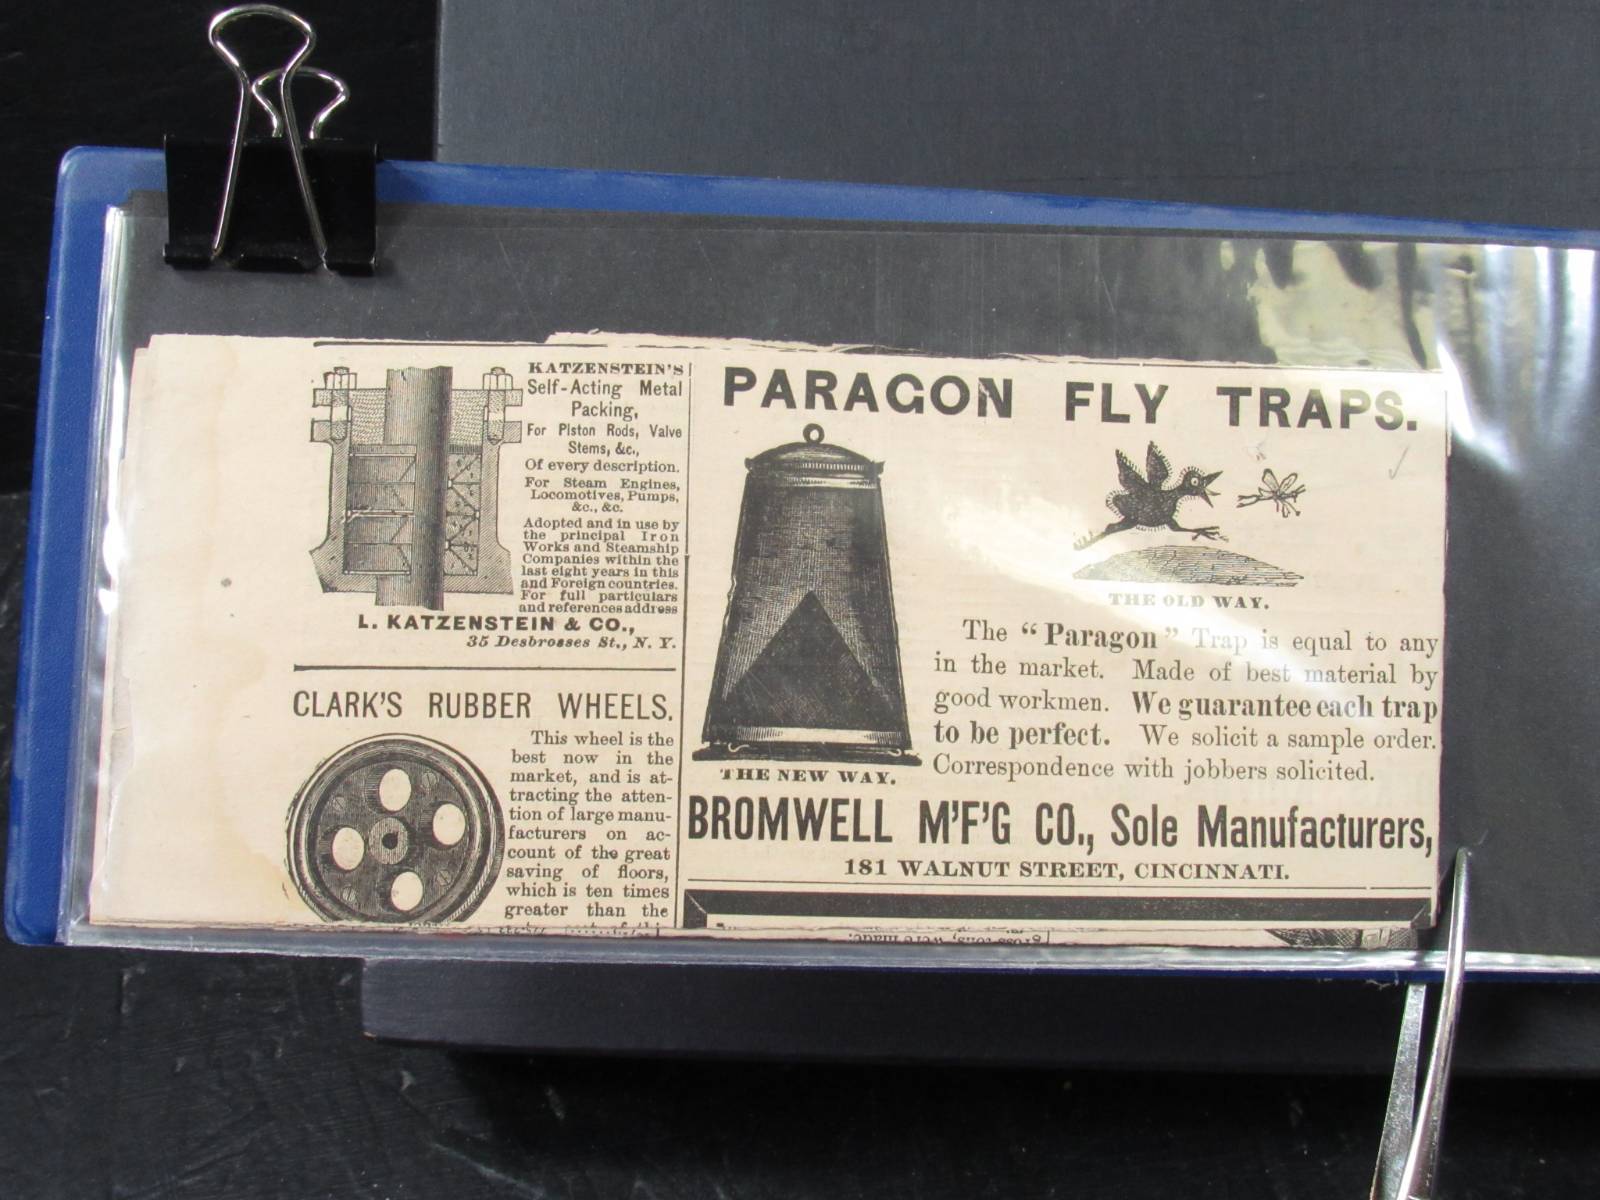 KATZENSTEIN'S
Self-Acting Metal
Packing,
For Piston Rods, Valve
Stems, &c.,
Of every description.
For Steam Engines,
Locomotives, Pumps,
&c., &c.
Adopted and in use by
the principal Iron
Works and Steamship
Companies within the
last eight years in this
and Foreign countries.
For full particulars
and references address
L. KATZENSTEIN & CO.,
35 Desbrosses St., N. Y.
CLARK'S RUBBER WHEELS.
This wheel is the
best now in the
market, and is at-
tracting the atten-
tion of large manu-
facturers on ac-
count of the great
saving of floors,
which is ten times
greater than the
PARAGON FLY TRAPS.
THE OLD WAY.
The "Paragon" Trap is equal to any
in the market. Made of best material by
good workmen. We guarantee each trap
to be perfect. We solicit a sample order.
Correspondence with jobbers solicited.
THE NEW WAY.
BROMWELL M'F'G CO., Sole Manufacturers,
181 WALNUT STREET, CINCINNATI.
gross tons, were made.